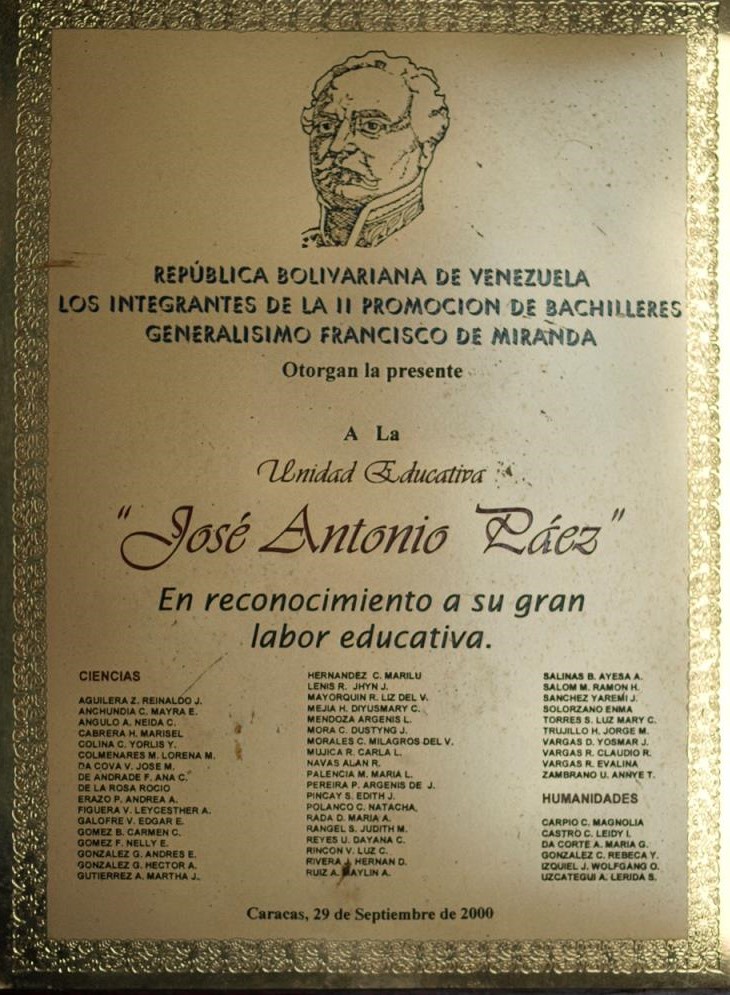 REPÚBLICA BOLIVARIANA DE VENEZUELA
LOS INTEGRANTES DE LA II PROMOCION DE BACHILLERES
GENERALISIMO FRANCISCO DE MIRANDA
Otorgan la presente
A La
Unidad Educativa
"José Antonio Páez"
En reconocimiento a su gran
labor educativa.
CIENCIAS
AGUILERA Z. REINALDO J.
ANCHUNDIA C. MAYRA E.
ANGULO A. NEIDA C.
CABRERA H. MARISEL
COLINA C. YORLIS Y.
COLMENARES M. LORENA M.
DA COVA V. JOSE M.
DE ANDRADE F. ANA C.
DE LA ROSA ROCIO
ERAZO P. ANDREA A.
FIGUERA V. LEYCESTHER A.
GALOFRE V. EDGAR E.
GOMEZ B. CARMEN C.
GOMEZ F. NELLY E.
GONZALEZ G. ANDRES E.
GONZALEZ G. HECTOR A.
GUTIERREZ A. MARTHA J.
HERNANDEZ C. MARILU
LENIS R. JHYN J.
MAYORQUIN R. LIZ DEL V.
MEJIA H. DIYUSMARY C.
MENDOZA ARGENIS L.
MORA C. DUSTYNG J.
MORALES C. MILAGROS DEL V.
MUJICA R. CARLA L.
NAVAS ALAN R.
PALENCIA M. MARIA L.
PEREIRA P. ARGENIS DE J.
PINCAY S. EDITH J.
POLANCO C. NATACHA.
RADA D. MARIA A.
RANGEL S. JUDITH M.
REYES U. DAYANA C.
RINCON V. LUZ C.
RIVERA J. HERNAN D.
RUIZ A. MAYLIN A.
SALINAS B. AYESA A.
SALOM M. RAMON H.
SANCHEZ YAREMI J.
SOLORZANO ENMA
TORRES S. LUZ MARY C.
TRUJILLO H. JORGE M.
VARGAS D. YOSMAR J.
VARGAS R. CLAUDIO R.
VARGAS R. EVALINA
ZAMBRANO U. ANNYE T.
HUMANIDADES
CARPIO C. MAGNOLIA
CASTRO C. LEIDY I.
DA CORTE A. MARIA G.
GONZALEZ C. REBECA Y.
IZQUIEL J. WOLFGANG O.
UZCATEGUI A. LERIDA S.
Caracas, 29 de Septiembre de 2000